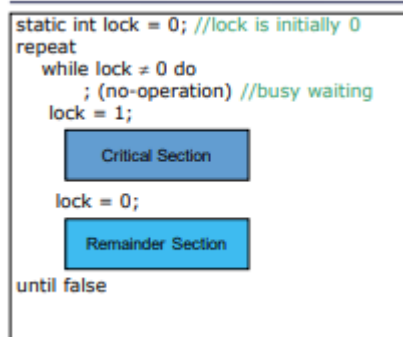 static int lock = 0; //lock is initially 0
repeat
while lock ≠ 0 do
; (no-operation) //busy waiting
lock = 1;
Critical Section
lock = 0;
Remainder Section
until false